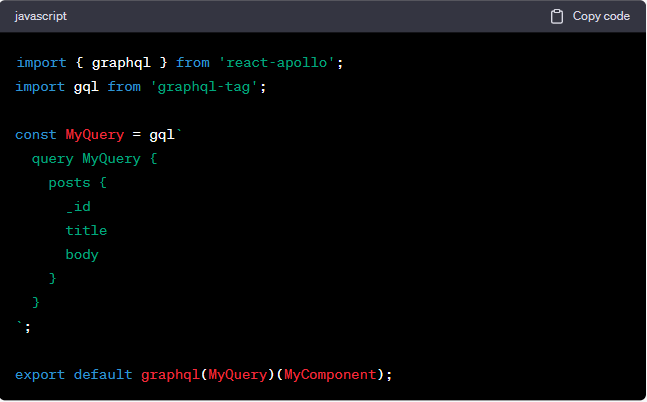 javascript
Copy code
import { graphql } from 'react-apollo';
import gql from 'graphql-tag';
const MyQuery = gql`
  query MyQuery {
    posts {
      _id
      title
      body
    }
  }
`;
export default graphql(MyQuery)(MyComponent);